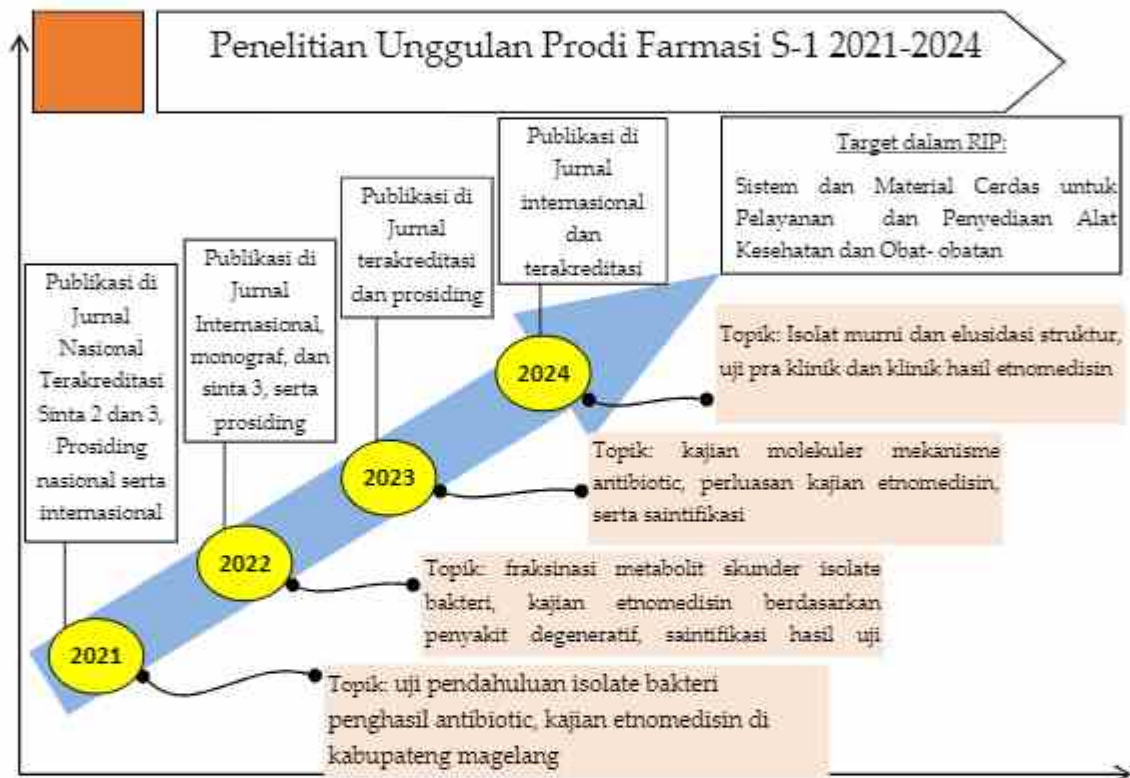 Penelitian Unggulan Prodi Farmasi S-1 2021-2024
Publikasi di
Jurnal
Nasional
Terakreditasi
Sinta 2 dan 3,
Prosiding
nasional serta
internasional
Publikasi di
Jurnal
Internasional,
monograf, dan
sinta 3, serta
prosiding
Publikasi di
Jurnal
terakreditasi
dan prosiding
Publikasi di
Jurnal
internasional
dan
terakreditasi
Target dalam RIP:
Sistem dan Material Cerdas untuk
Pelayanan dan Penyediaan Alat
Kesehatan dan Obat- obatan
2024
Topik: Isolat murni dan elusidasi struktur,
uji pra klinik dan klinik hasil etnomedisin
2023
Topik: kajian molekuler mekanisme
antibiotic, perluasan kajian etnomedisin,
serta saintifikasi
2022
Topik: fraksinasi metabolit skunder isolate
bakteri, kajian etnomedisin berdasarkan
penyakit degeneratif, saintifikasi hasil uji
2021
Topik: uji pendahuluan isolate bakteri
penghasil antibiotic, kajian etnomedisin di
kabupateng magelang